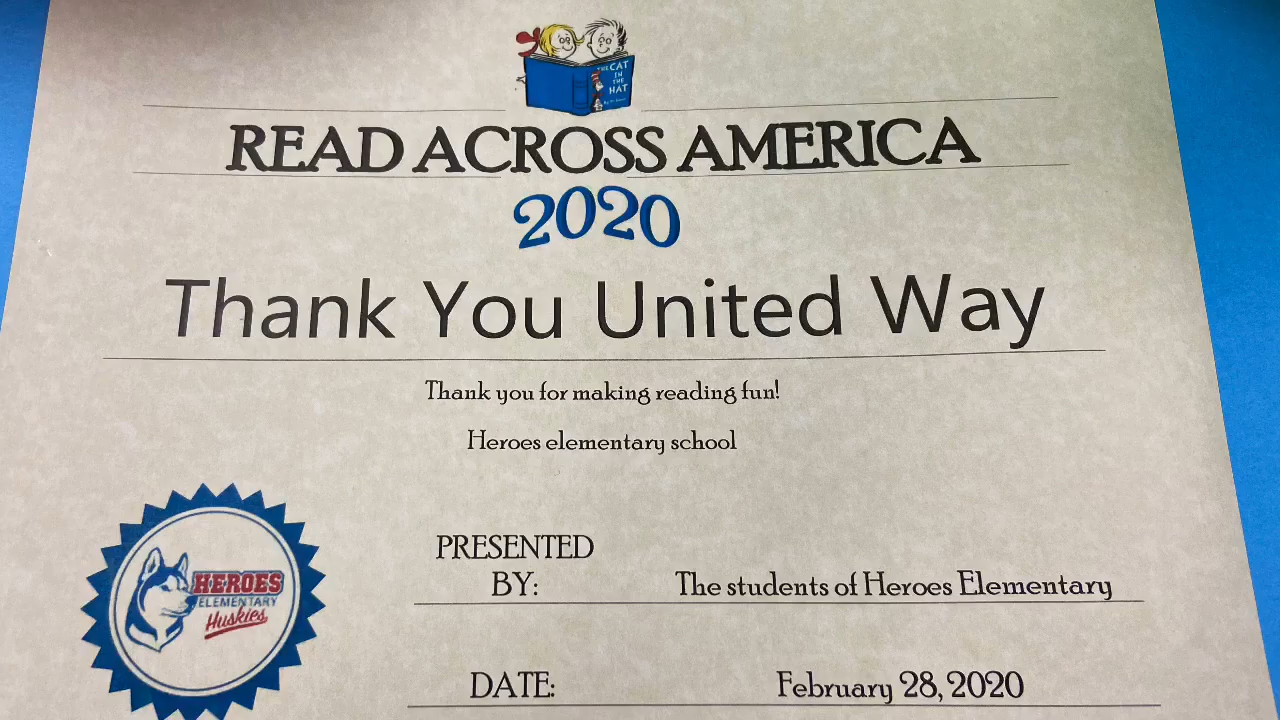 THE CAT
IN
THE
HAT
READ ACROSS AMERICA
2020
Thank You United Way
Thank you for making reading fun!
Heroes elementary school
PRESENTED
BY: The students of Heroes Elementary
HEROES
ELEMENTARY
Huskies
DATE: February 28, 2020